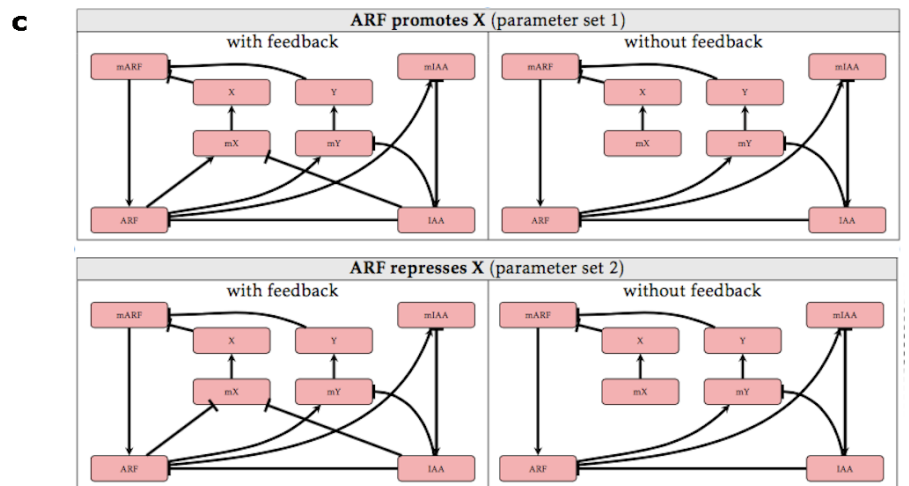 c
ARF promotes X (parameter set 1)
with feedback
without feedback
mARF
mIAA
X
Y
mX
mY
ARF
IAA
mARF
mIAA
X
Y
mX
mY
ARF
IAA
ARF represses X (parameter set 2)
with feedback
without feedback
mARF
mIAA
X
Y
mX
mY
ARF
IAA
mARF
mIAA
X
Y
mX
mY
ARF
IAA